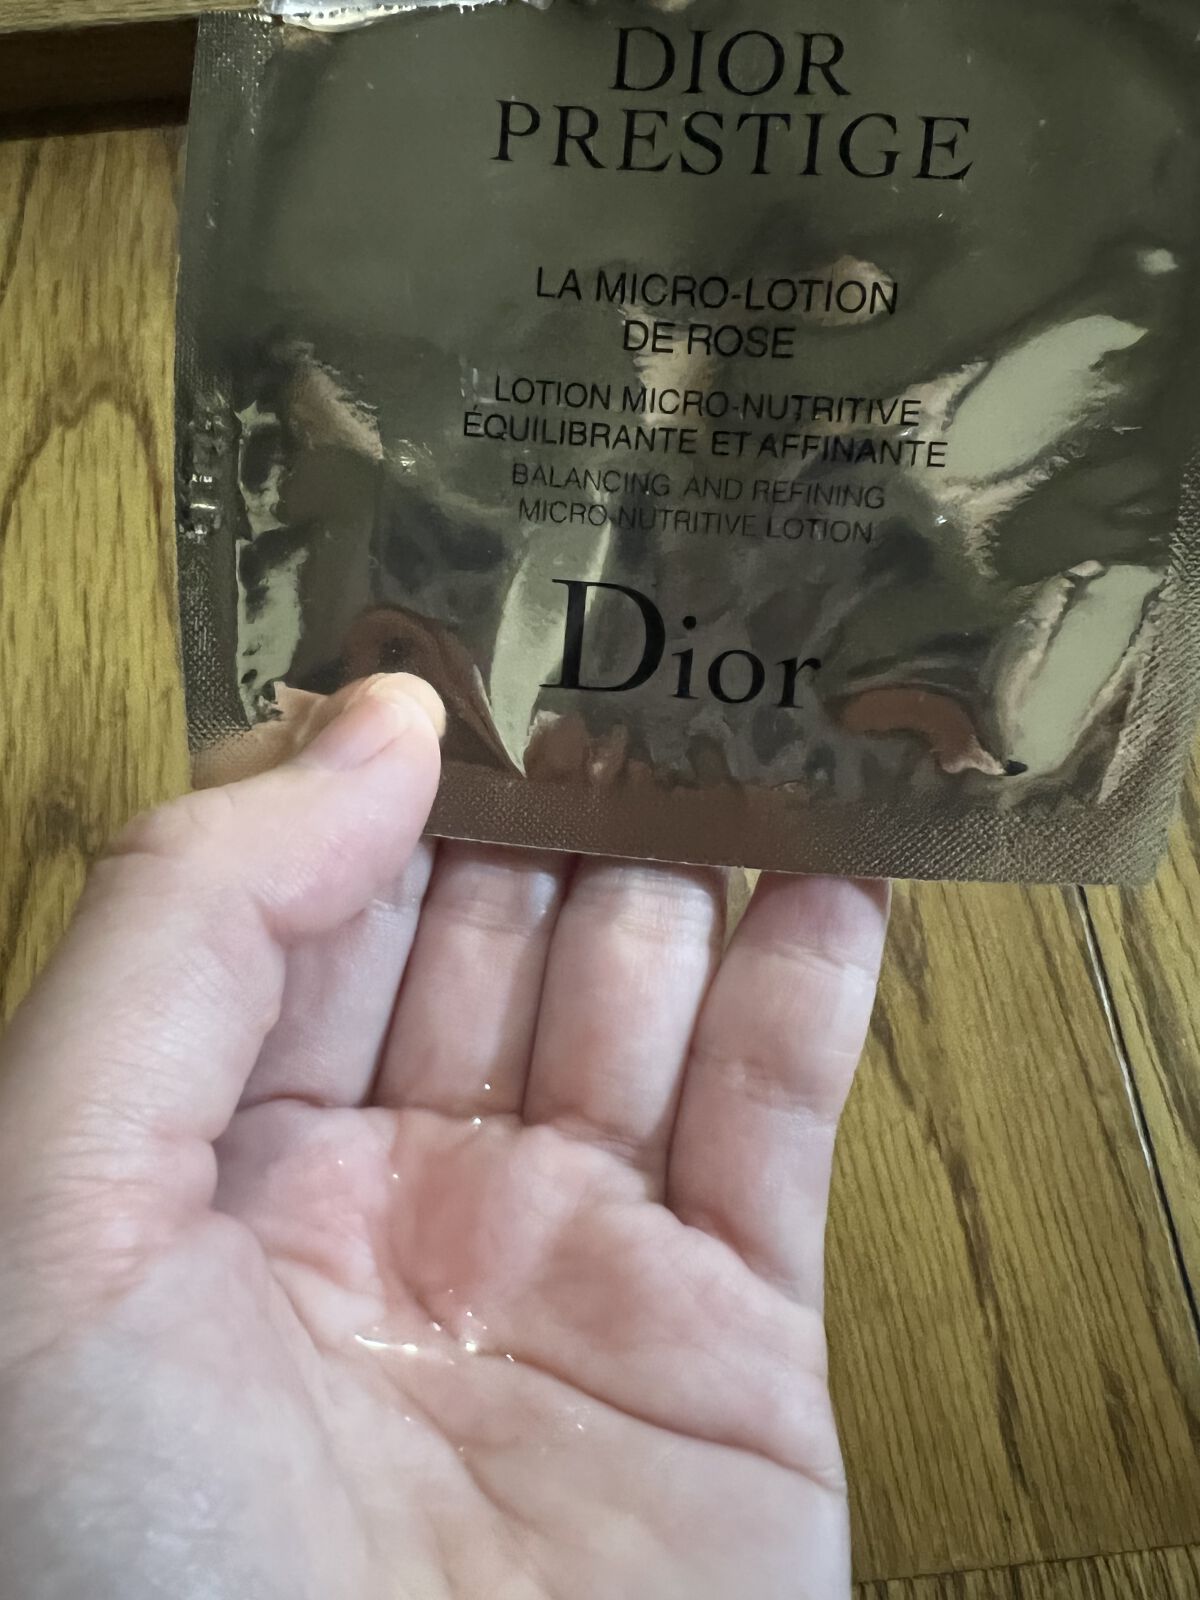 DIOR
PRESTIGE
LA MICRO-LOTION
DE ROSE
LOTION MICRO-NUTRITIVE
ÉQUILIBRANTE ET AFFINANTE
BALANCING AND REFINING
MICRO-NUTRITIVE LOTION
Dior